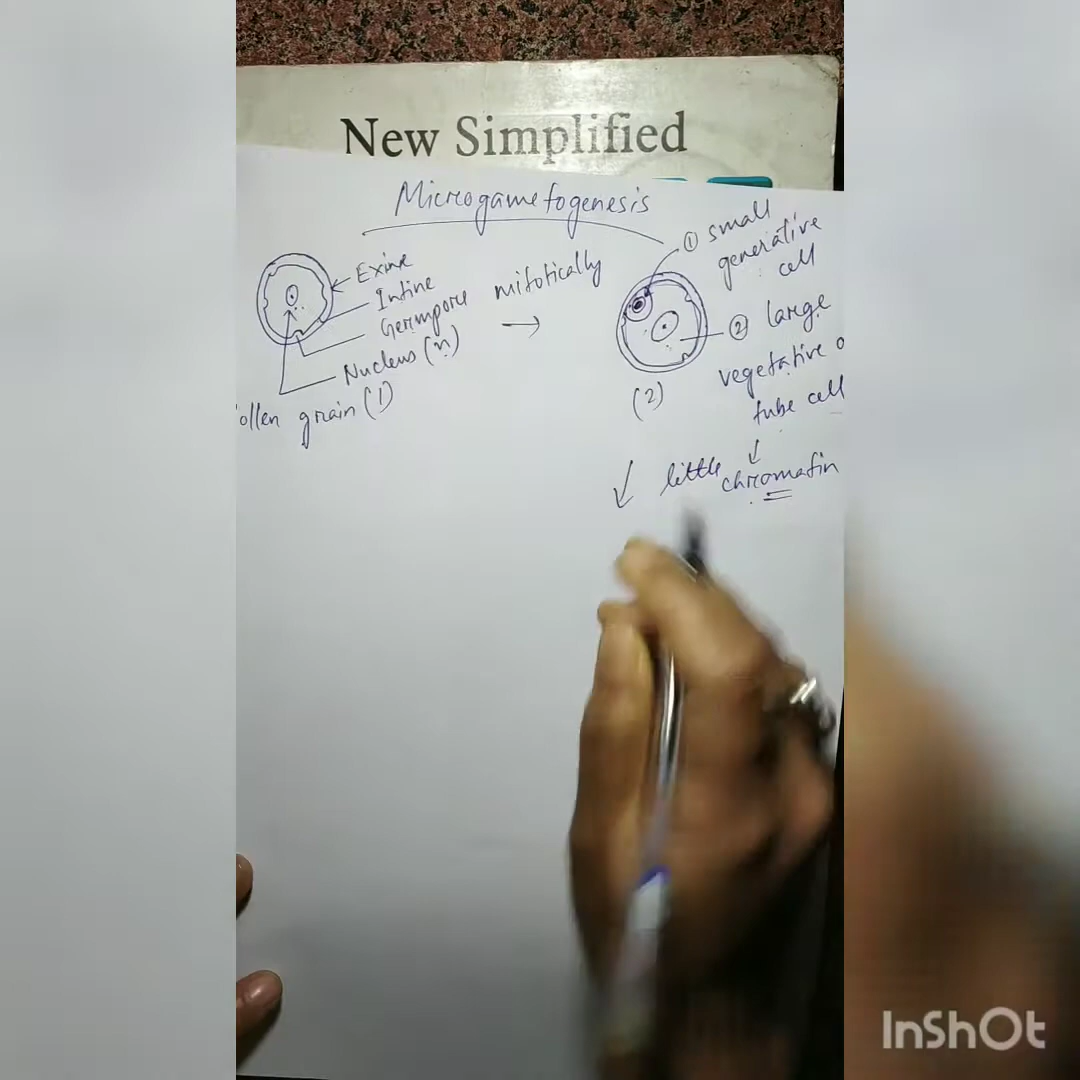 New Simplified
Microgametogenesis
Exine
Intine
Germpore
Nucleus (n)
ollen grain (1)
mitotically
→
① small
generative
cell
② large
vegetative o
tube cell
(2)
↓
↓ little chromatin
InShOt